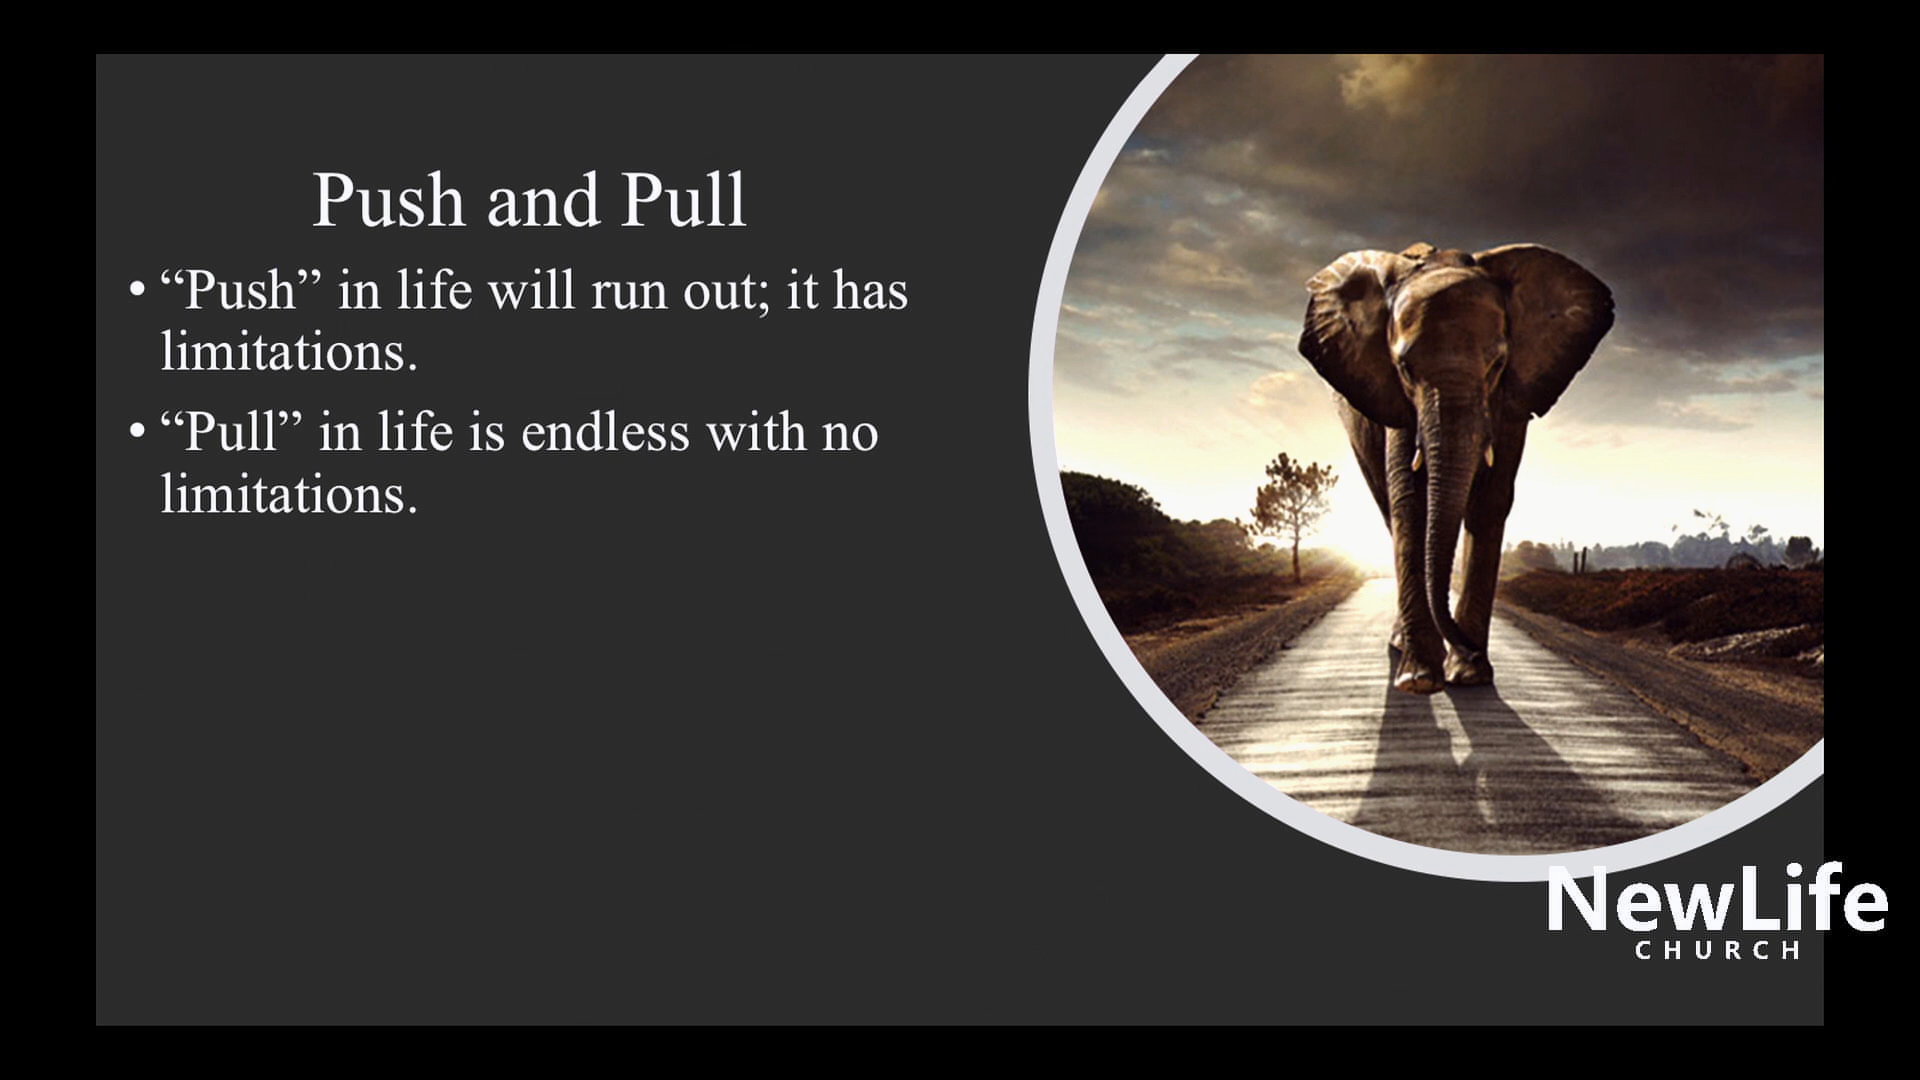 Push and Pull
• “Push” in life will run out; it has
limitations.
• “Pull” in life is endless with no
limitations.
NewLife
CHURCH